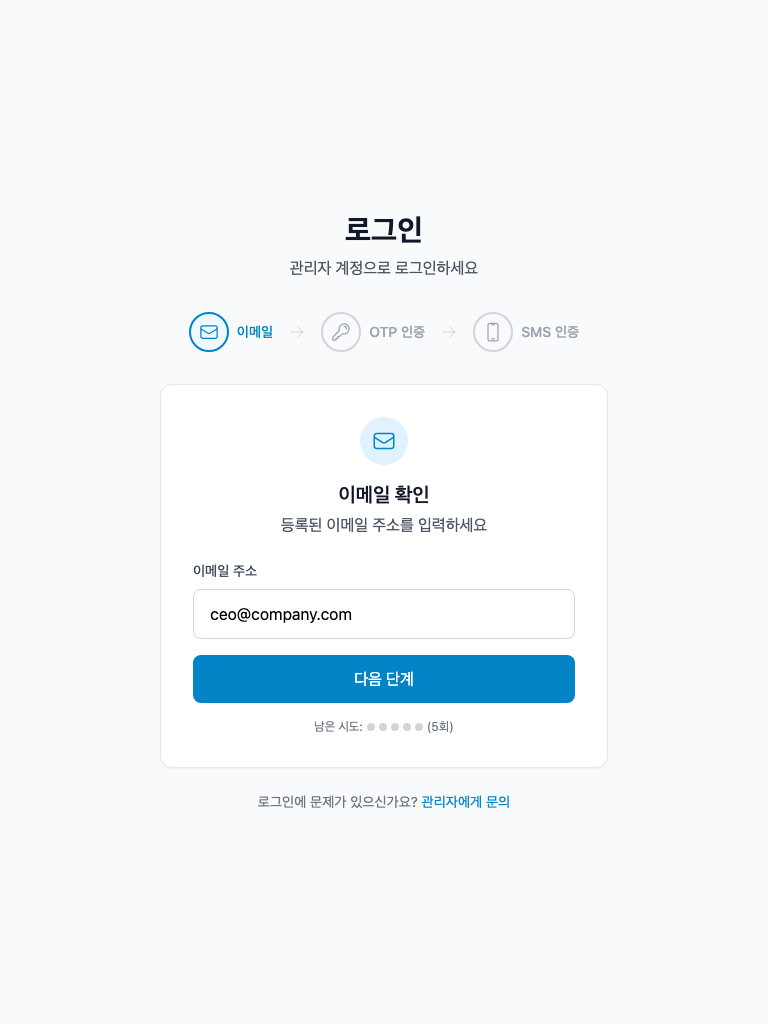 로그인
관리자 계정으로 로그인하세요
이메일 OTP 인증 SMS 인증
이메일 확인
등록된 이메일 주소를 입력하세요
이메일 주소
ceo@company.com
다음 단계
남은 시도: (5회)
로그인에 문제가 있으신가요? 관리자에게 문의